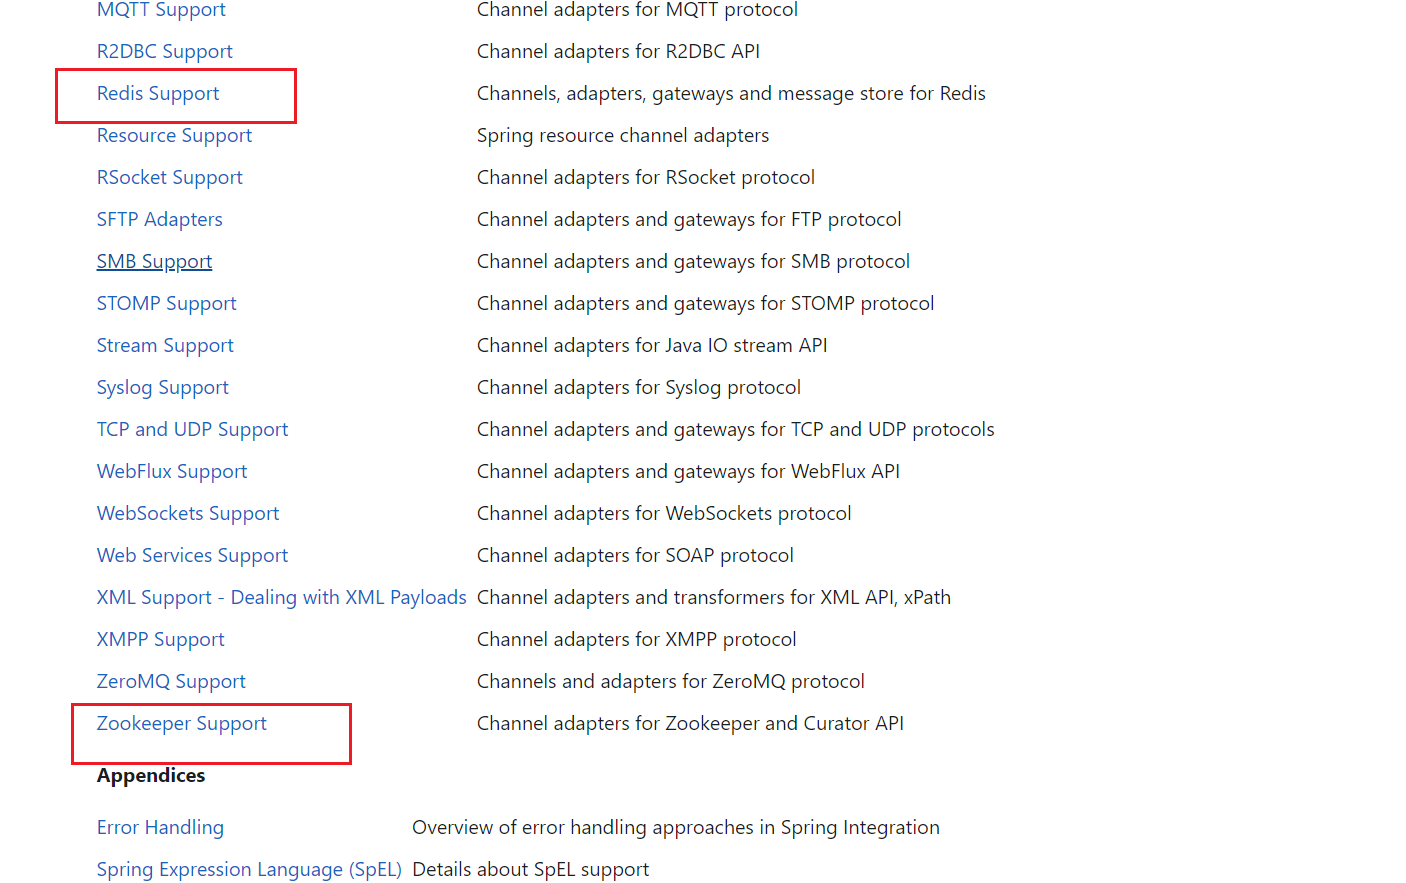 MQTT Support Channel adapters for MQTT protocol
R2DBC Support Channel adapters for R2DBC API
Redis Support Channels, adapters, gateways and message store for Redis
Resource Support Spring resource channel adapters
RSocket Support Channel adapters for RSocket protocol
SFTP Adapters Channel adapters and gateways for FTP protocol
SMB Support Channel adapters and gateways for SMB protocol
STOMP Support Channel adapters and gateways for STOMP protocol
Stream Support Channel adapters for Java IO stream API
Syslog Support Channel adapters for Syslog protocol
TCP and UDP Support Channel adapters and gateways for TCP and UDP protocols
WebFlux Support Channel adapters and gateways for WebFlux API
WebSockets Support Channel adapters for WebSockets protocol
Web Services Support Channel adapters for SOAP protocol
XML Support - Dealing with XML Payloads Channel adapters and transformers for XML API, xPath
XMPP Support Channel adapters for XMPP protocol
ZeroMQ Support Channels and adapters for ZeroMQ protocol
Zookeeper Support Channel adapters for Zookeeper and Curator API
Appendices
Error Handling Overview of error handling approaches in Spring Integration
Spring Expression Language (SpEL) Details about SpEL support